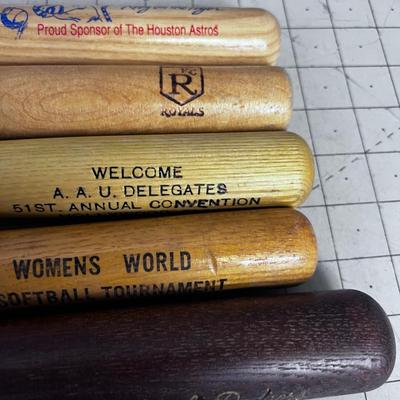 Proud Sponsor of The Houston Astros
K C
R
ROYALS
WELCOME
A. A. U. DELEGATES
51ST. ANNUAL CONVENTION
WOMENS WORLD
SOFTBALL TOURNAMENT